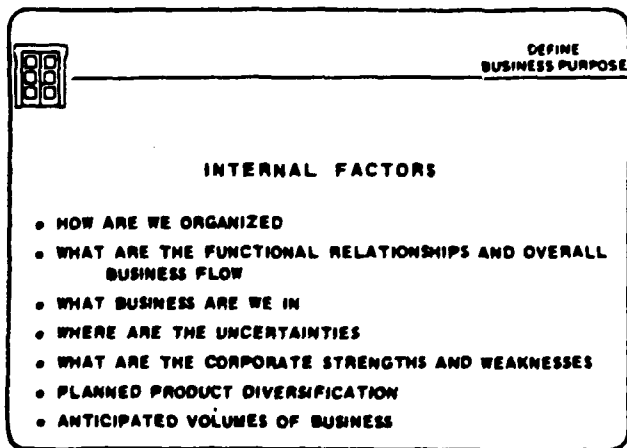 DEFINE
BUSINESS PURPOSE
INTERNAL FACTORS
• HOW ARE WE ORGANIZED
• WHAT ARE THE FUNCTIONAL RELATIONSHIPS AND OVERALL
BUSINESS FLOW
• WHAT BUSINESS ARE WE IN
• WHERE ARE THE UNCERTAINTIES
• WHAT ARE THE CORPORATE STRENGTHS AND WEAKNESSES
• PLANNED PRODUCT DIVERSIFICATION
• ANTICIPATED VOLUMES OF BUSINESS